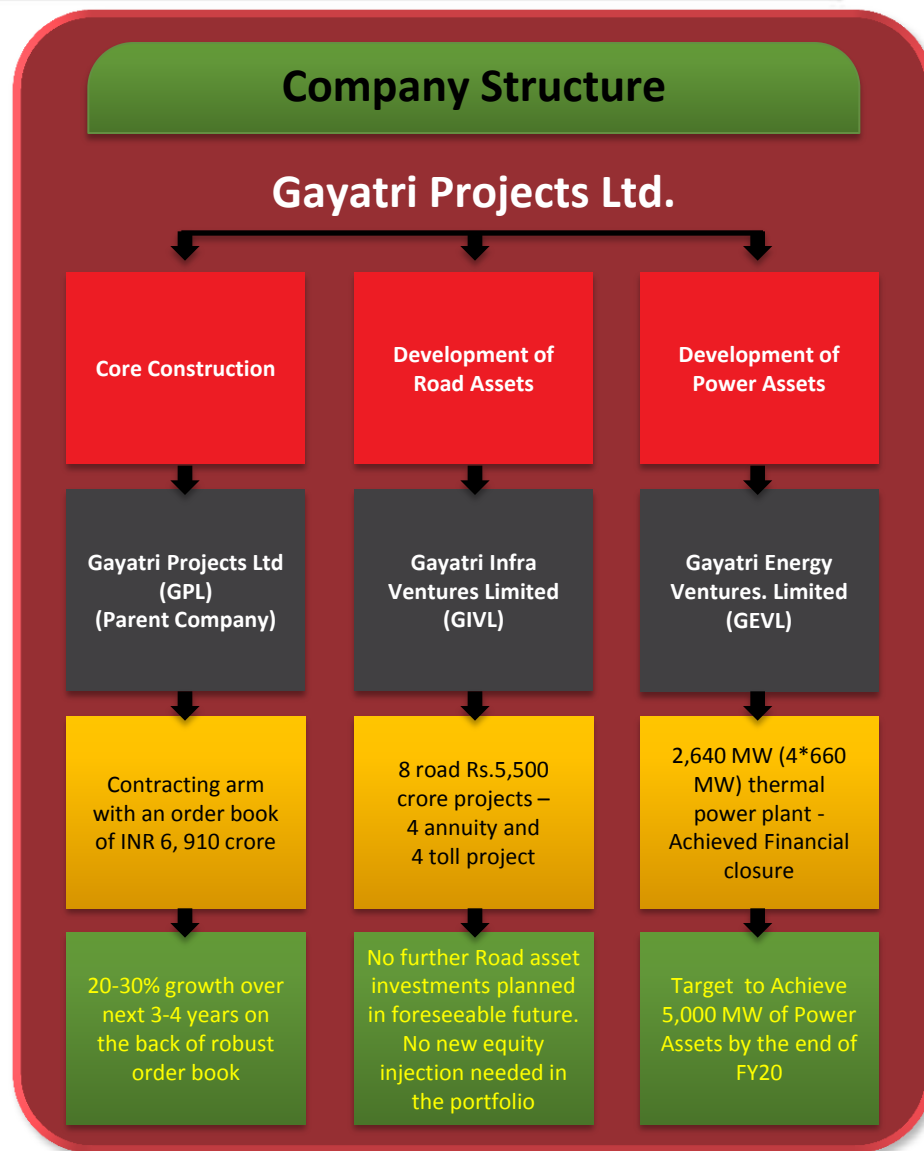 Company Structure
Gayatri Projects Ltd.
Core Construction
Development of
Road Assets
Development of
Power Assets
Gayatri Projects Ltd
(GPL)
(Parent Company)
Gayatri Infra
Ventures Limited
(GIVL)
Gayatri Energy
Ventures. Limited
(GEVL)
Contracting arm
with an order book
of INR 6, 910 crore
8 road Rs.5,500
crore projects –
4 annuity and
4 toll project
2,640 MW (4*660
MW) thermal
power plant -
Achieved Financial
closure
20-30% growth over
next 3-4 years on
the back of robust
order book
No further Road asset
investments planned
in foreseeable future.
No new equity
injection needed in
the portfolio
Target  to Achieve
5,000 MW of Power
Assets by the end of
FY20